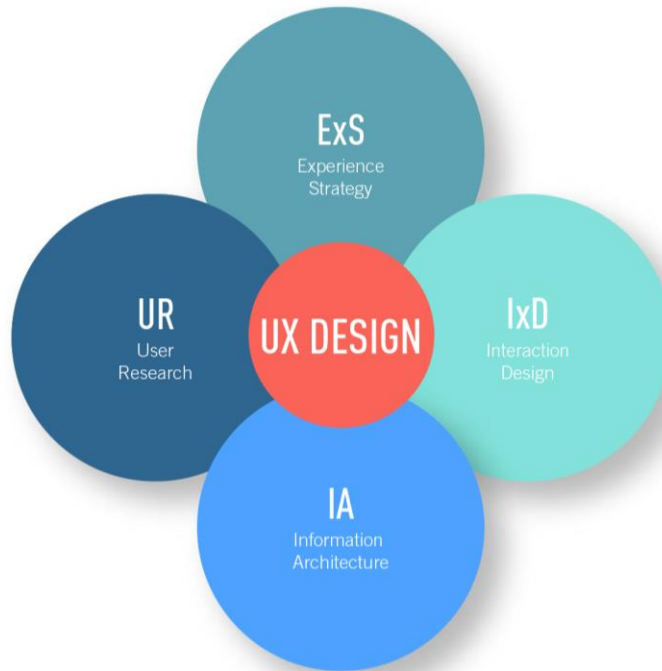 ExS
Experience
Strategy
UR
User
Research
UX DESIGN
IxD
Interaction
Design
IA
Information
Architecture